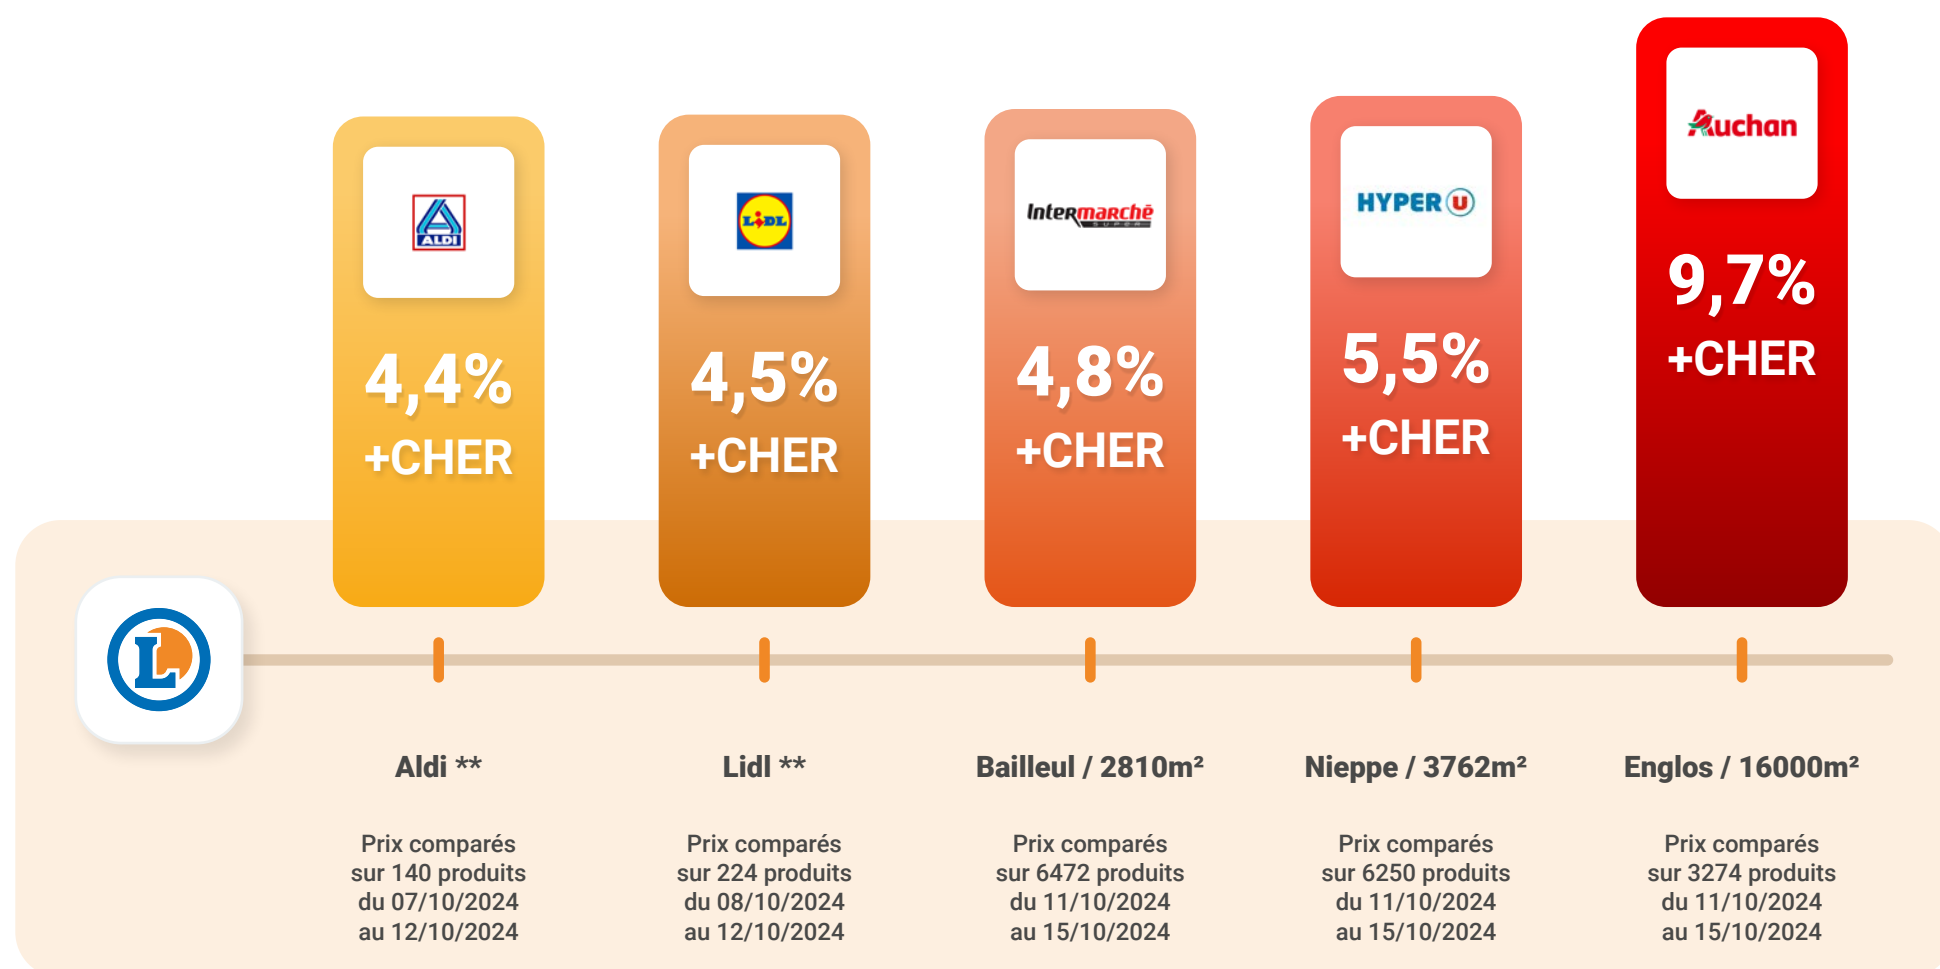 ALDI
4,4%
+CHER
LiDL
4,5%
+CHER
Intermarchē
SUPER
4,8%
+CHER
HYPER U
5,5%
+CHER
Auchan
9,7%
+CHER
L
Aldi **
Prix comparés
sur 140 produits
du 07/10/2024
au 12/10/2024
Lidl **
Prix comparés
sur 224 produits
du 08/10/2024
au 12/10/2024
Bailleul / 2810m²
Prix comparés
sur 6472 produits
du 11/10/2024
au 15/10/2024
Nieppe / 3762m²
Prix comparés
sur 6250 produits
du 11/10/2024
au 15/10/2024
Englos / 16000m²
Prix comparés
sur 3274 produits
du 11/10/2024
au 15/10/2024